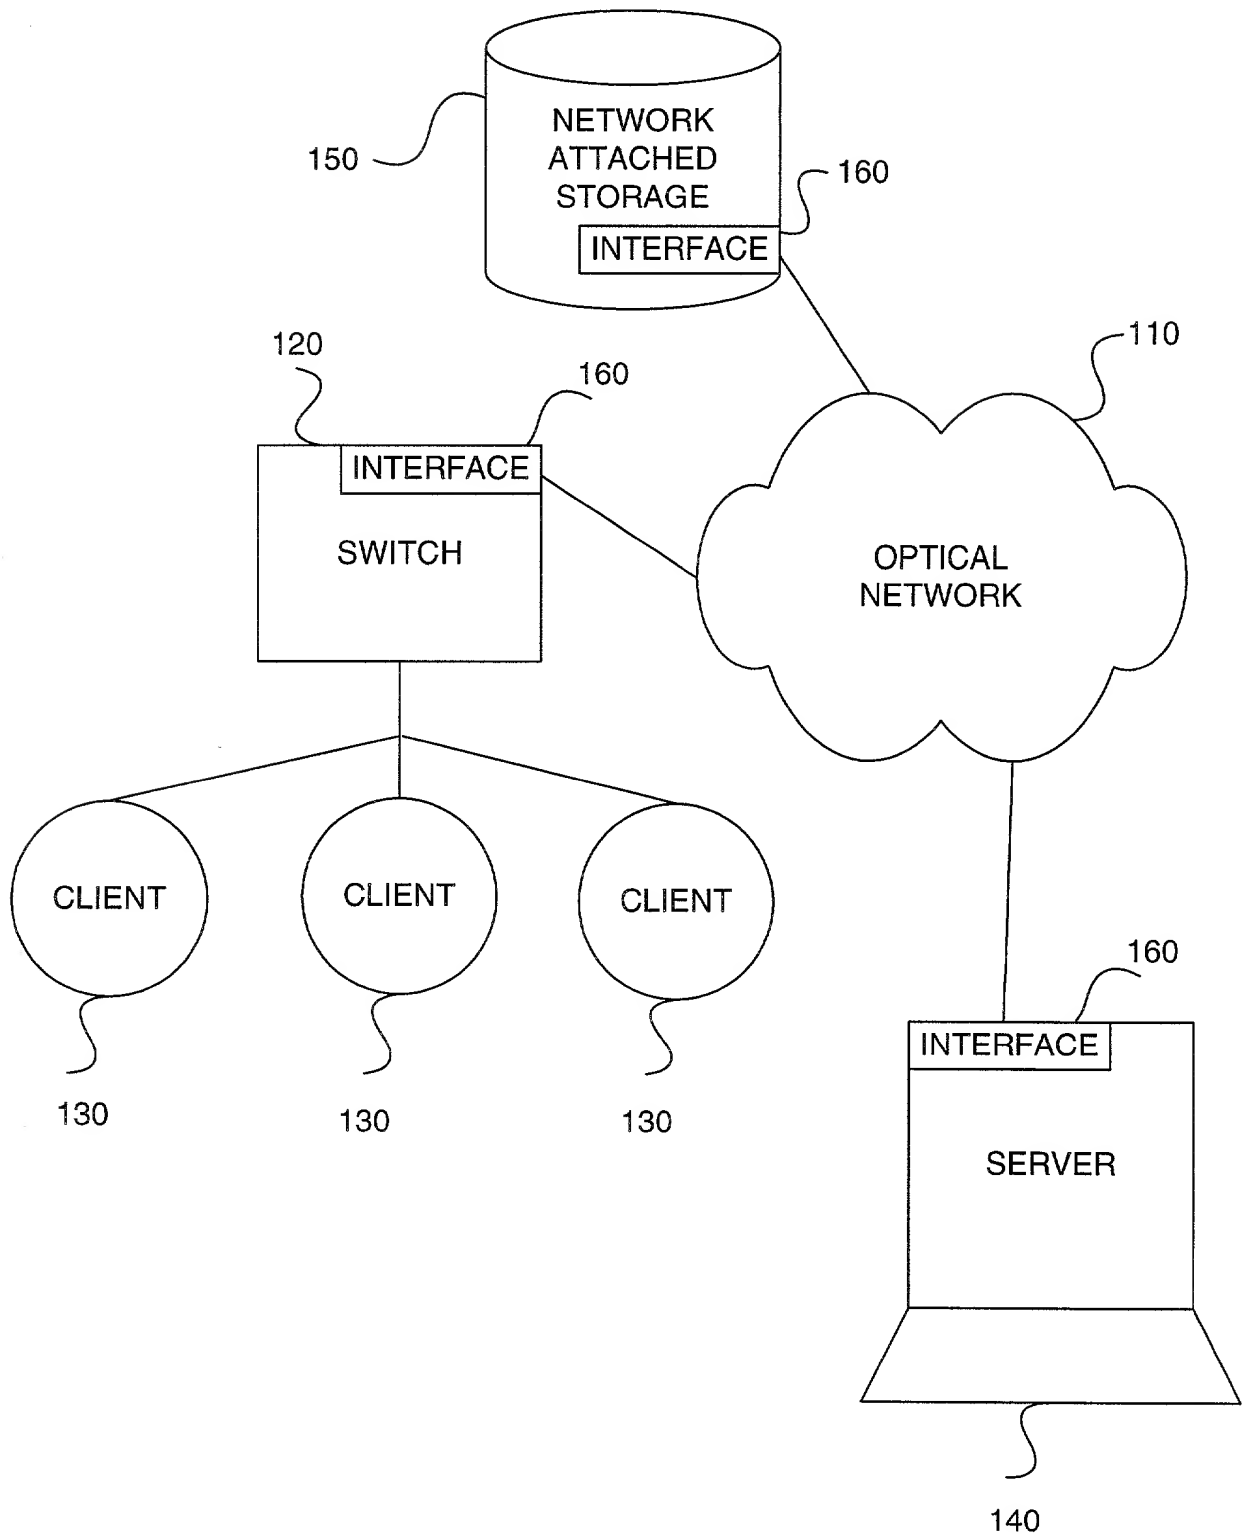 NETWORK
ATTACHED
STORAGE
150
160
INTERFACE
110
120
160
INTERFACE
SWITCH
OPTICAL
NETWORK
CLIENT
CLIENT
CLIENT
130
130
130
160
INTERFACE
SERVER
140